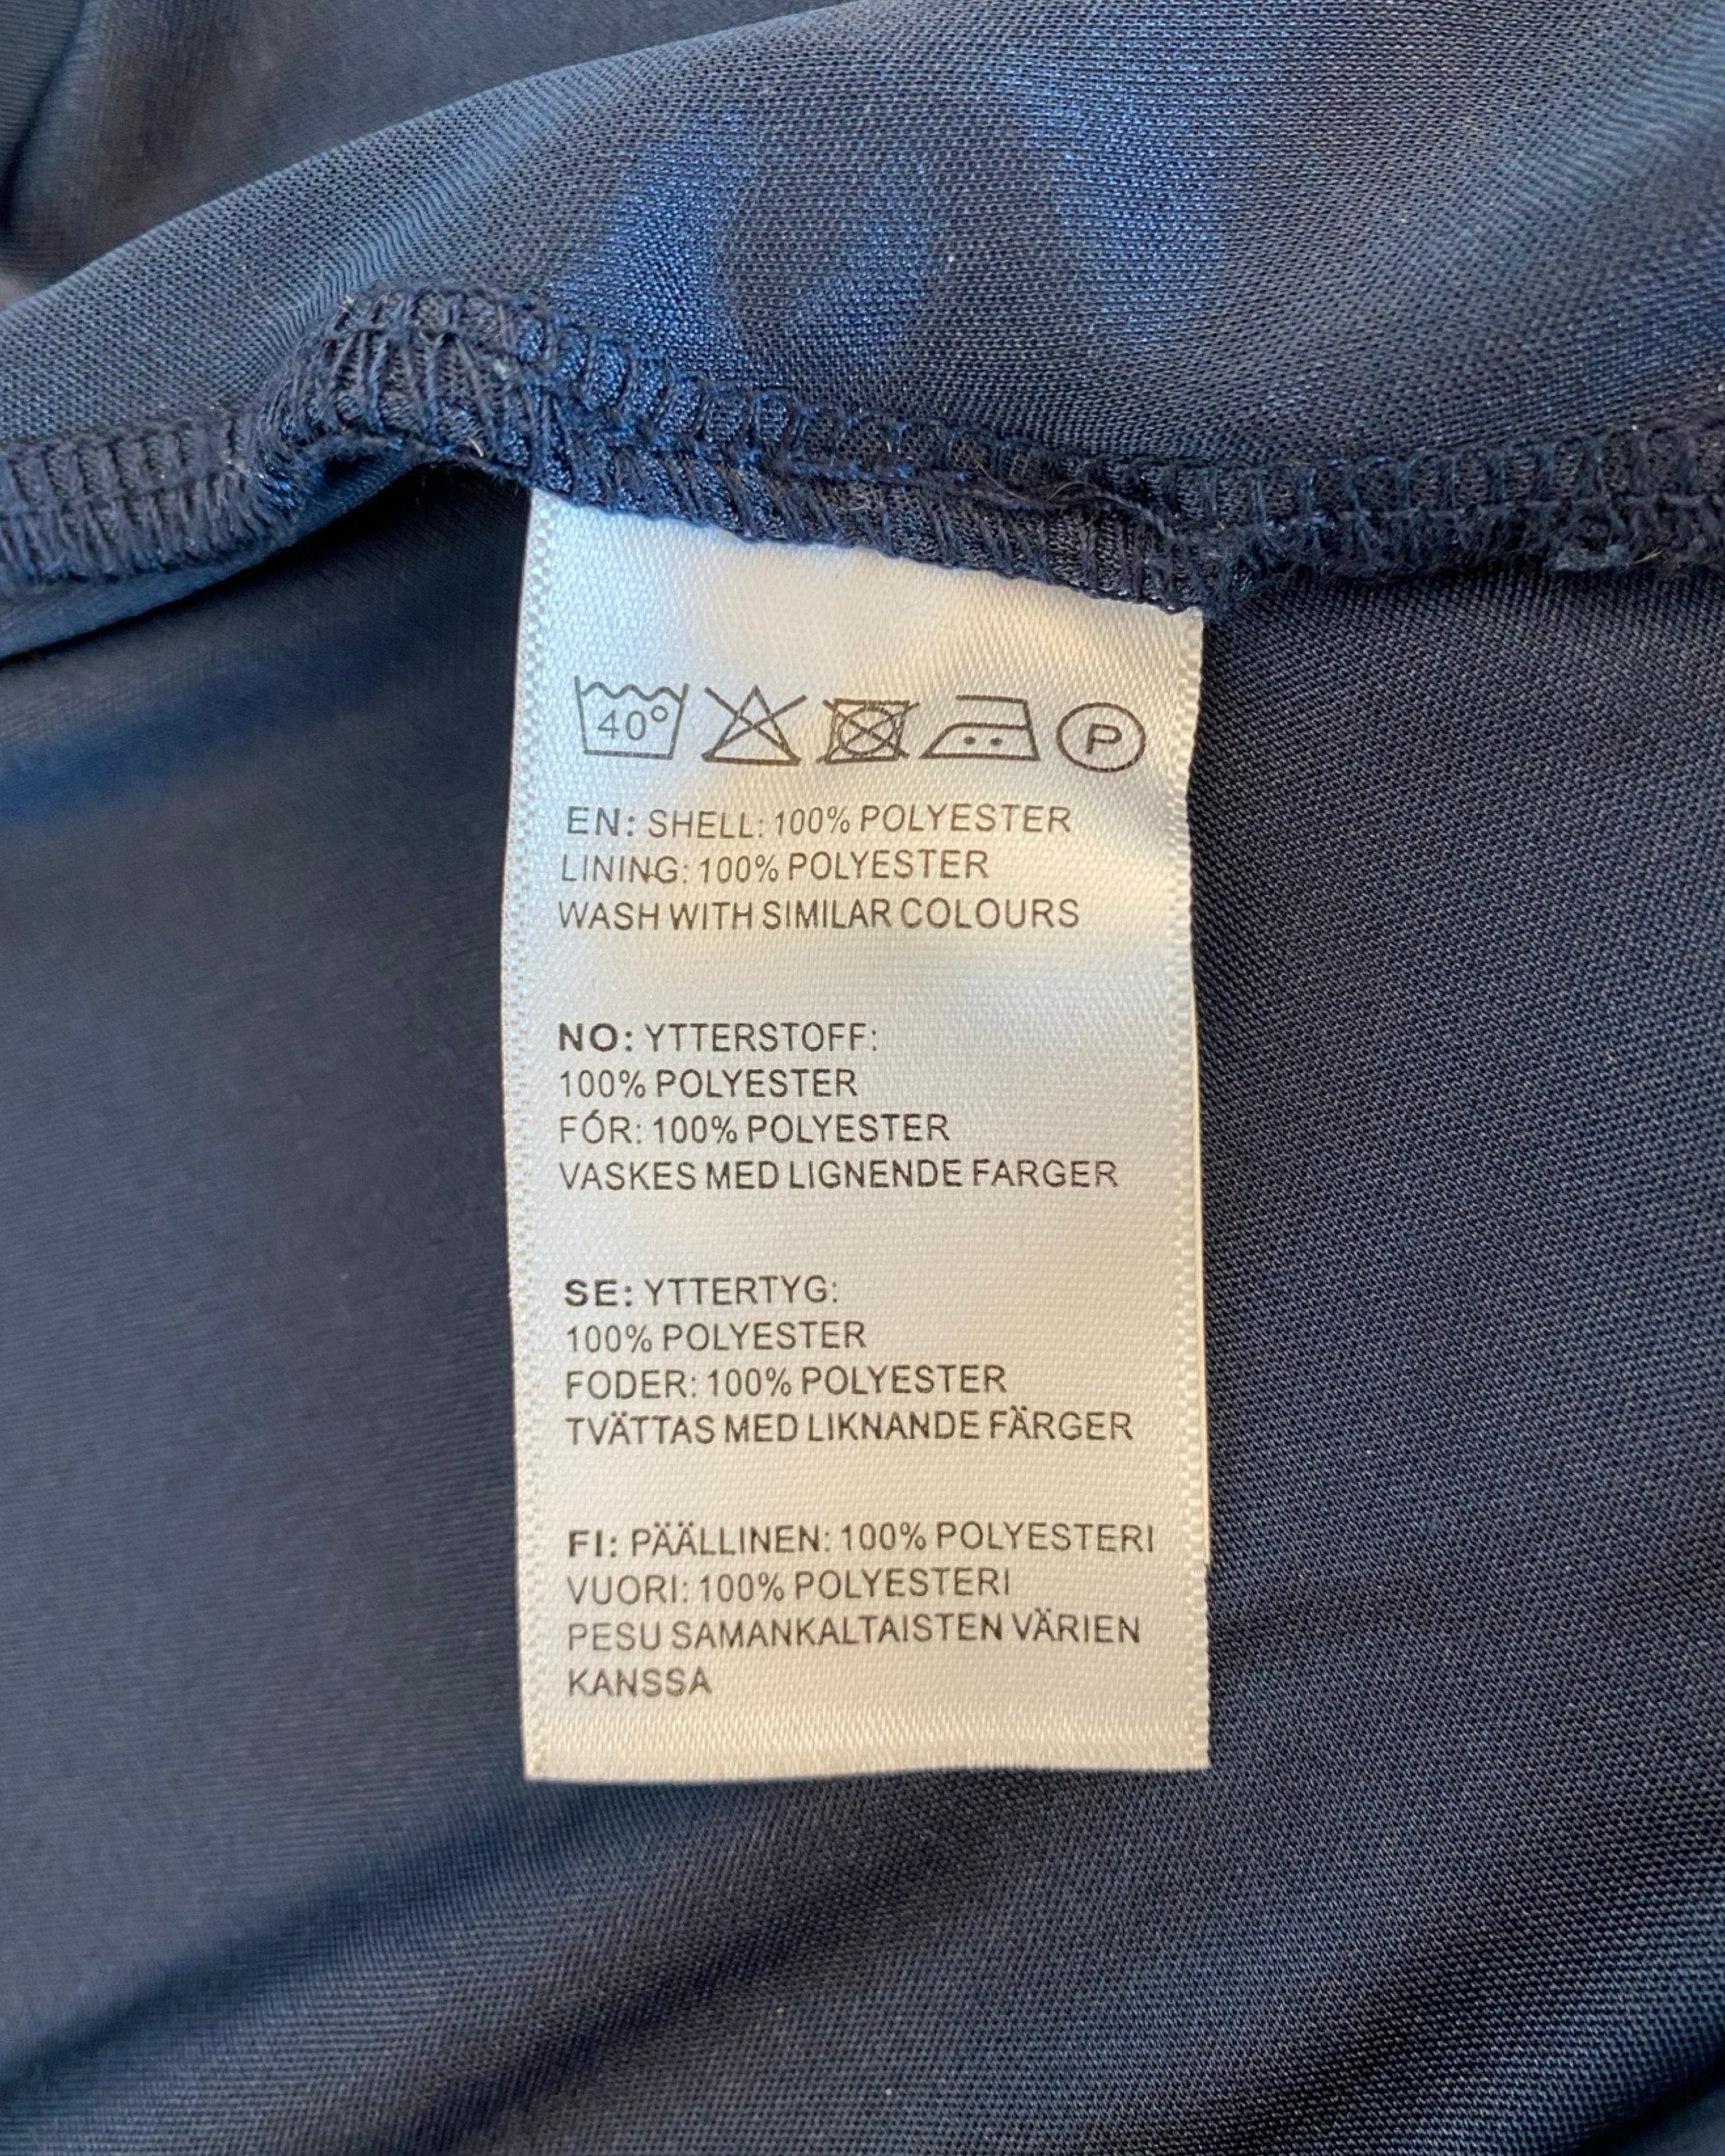 40°
P
EN: SHELL: 100% POLYESTER
LINING: 100% POLYESTER
WASH WITH SIMILAR COLOURS
NO: YTTERSTOFF:
100% POLYESTER
FÓR: 100% POLYESTER
VASKES MED LIGNENDE FARGER
SE: YTTERTYG:
100% POLYESTER
FODER: 100% POLYESTER
TVÄTTAS MED LIKNANDE FÄRGER
FI: PÄÄLLINEN: 100% POLYESTERI
VUORI: 100% POLYESTERI
PESU SAMANKALTAISTEN VÄRIEN
KANSSA